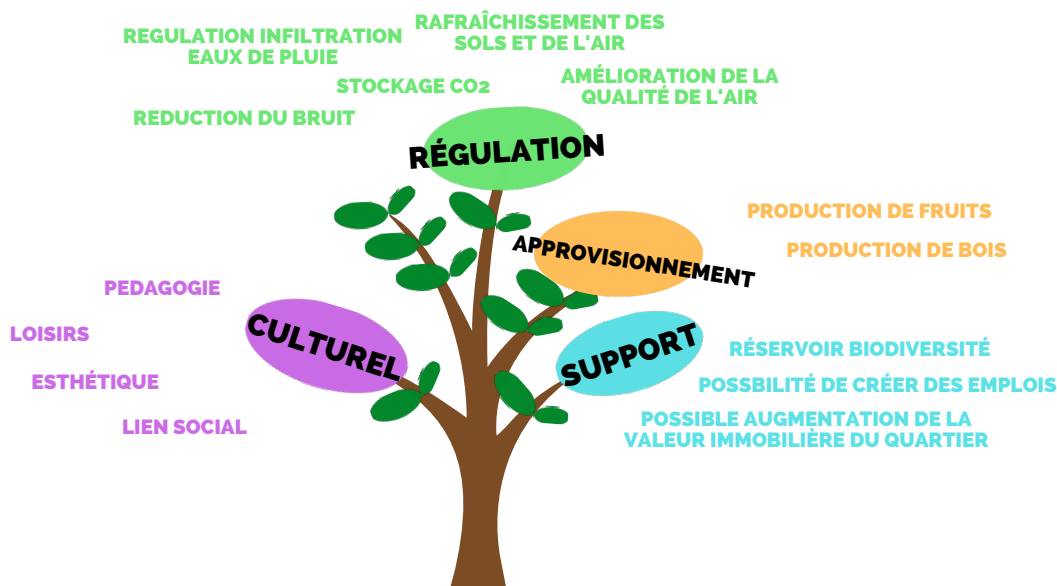 REGULATION INFILTRATION
EAUX DE PLUIE
RAFRAÎCHISSEMENT DES
SOLS ET DE L'AIR
STOCKAGE CO2
AMÉLIORATION DE LA
QUALITÉ DE L'AIR
REDUCTION DU BRUIT
RÉGULATION
PRODUCTION DE FRUITS
PRODUCTION DE BOIS
APPROVISIONNEMENT
PEDAGOGIE
LOISIRS
ESTHÉTIQUE
LIEN SOCIAL
CULTUREL
SUPPORT
RÉSERVOIR BIODIVERSITÉ
POSSBILITÉ DE CRÉER DES EMPLOIS
POSSIBLE AUGMENTATION DE LA
VALEUR IMMOBILIÈRE DU QUARTIER